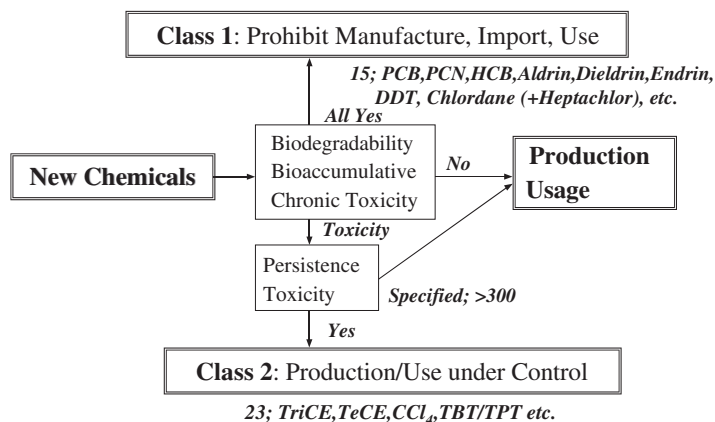 Class 1: Prohibit Manufacture, Import, Use
15; PCB,PCN,HCB,Aldrin,Dieldrin,Endrin,
DDT, Chlordane (+Heptachlor), etc.
All Yes
Biodegradability
Bioaccumulative
Chronic Toxicity
New Chemicals
No
Production
Usage
Toxicity
Persistence
Toxicity
Specified; >300
Yes
Class 2: Production/Use under Control
23; TriCE,TeCE,CCl₄,TBT/TPT etc.